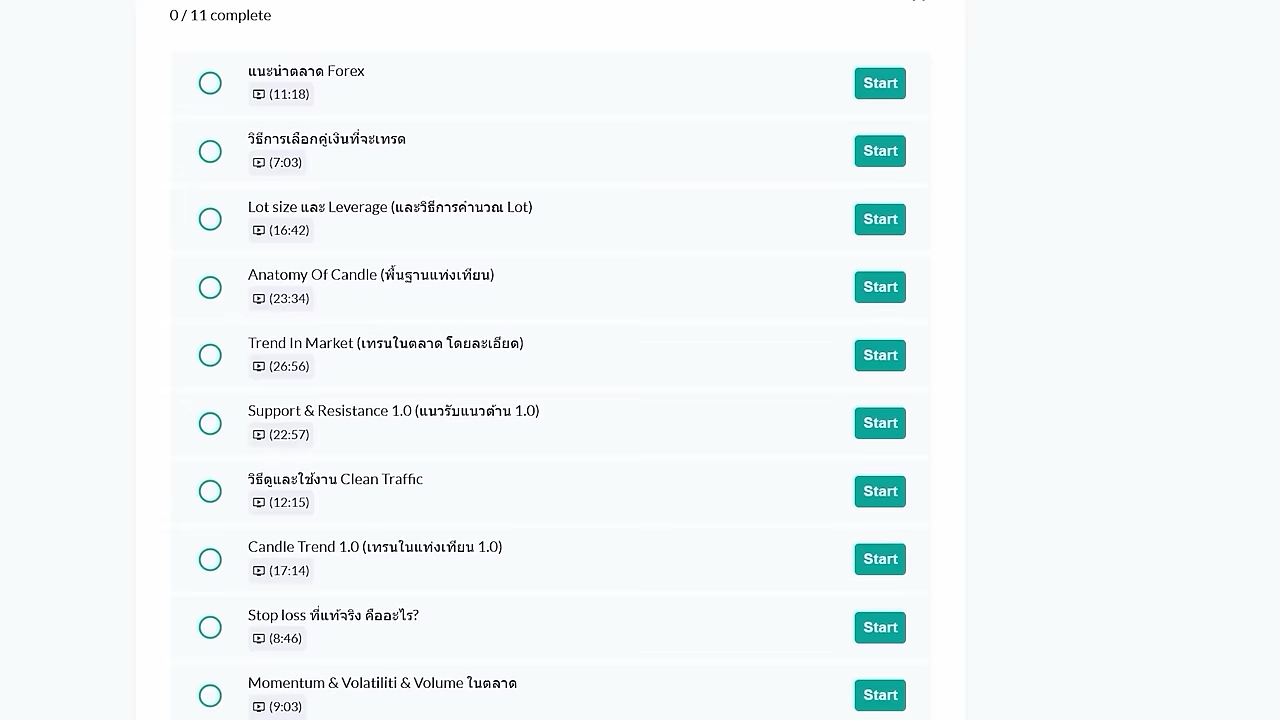 0 / 11 complete
แนะนำตลาด Forex
(11:18)
Start
วิธีการเลือกคู่เงินที่จะเทรด
(7:03)
Start
Lot size และ Leverage (และวิธีการคำนวณ Lot)
(16:42)
Start
Anatomy Of Candle (พื้นฐานแท่งเทียน)
(23:34)
Start
Trend In Market (เทรนในตลาด โดยละเอียด)
(26:56)
Start
Support & Resistance 1.0 (แนวรับแนวต้าน 1.0)
(22:57)
Start
วิธีดูและใช้งาน Clean Traffic
(12:15)
Start
Candle Trend 1.0 (เทรนในแท่งเทียน 1.0)
(17:14)
Start
Stop loss ที่แท้จริง คืออะไร?
(8:46)
Start
Momentum & Volatiliti & Volume ในตลาด
(9:03)
Start